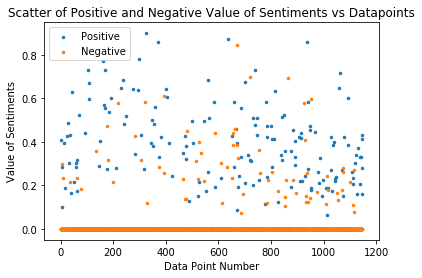 Scatter of Positive and Negative Value of Sentiments vs Datapoints
Positive
Negative
Value of Sentiments
0.8
0.6
0.4
0.2
0.0
0 200 400 600 800 1000 1200
Data Point Number